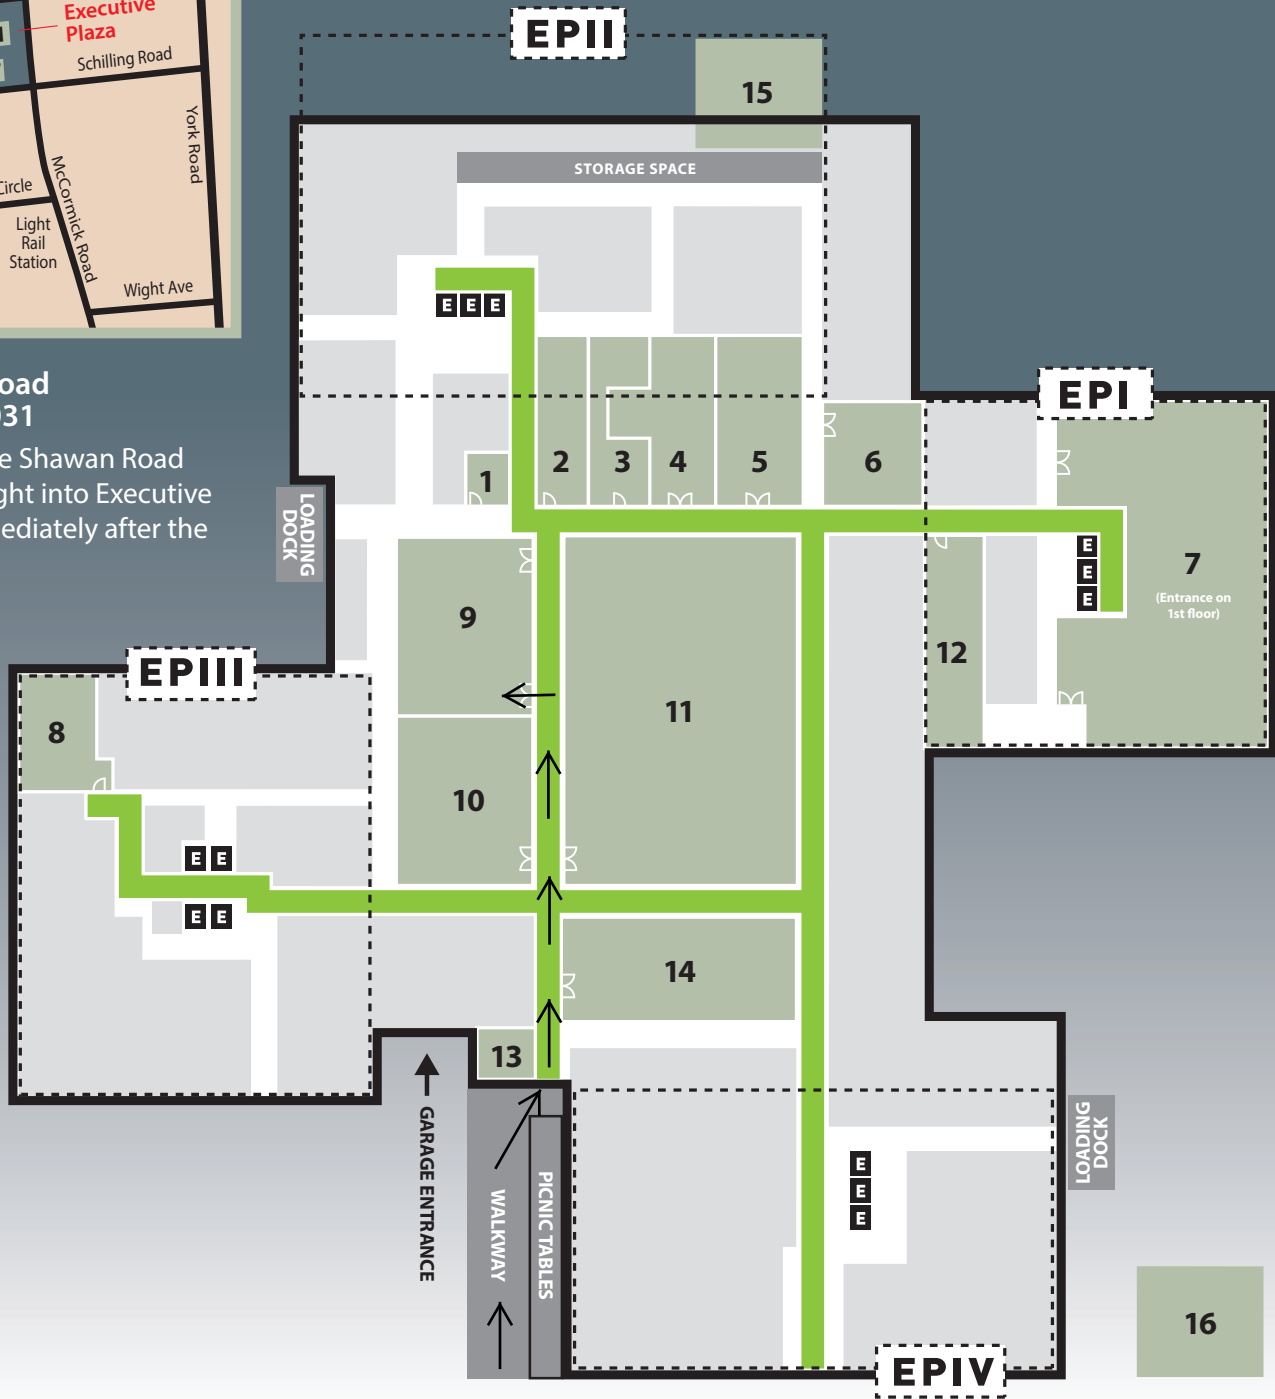 Executive
Plaza
Schilling Road
York Road
McCormick Road
Circle
Light
Rail
Station
Wight Ave
oad
031
e Shawan Road
ght into Executive
mediately after the
EPII
15
STORAGE SPACE
E E E
EPI
1
2
3
4
5
6
7
(Entrance on
1st floor)
E
E
E
LOADING
DOCK
9
12
EPIII
8
11
10
E E
E E
14
13
GARAGE ENTRANCE
WALKWAY
PICNIC TABLES
E
E
E
LOADING
DOCK
16
EPIV